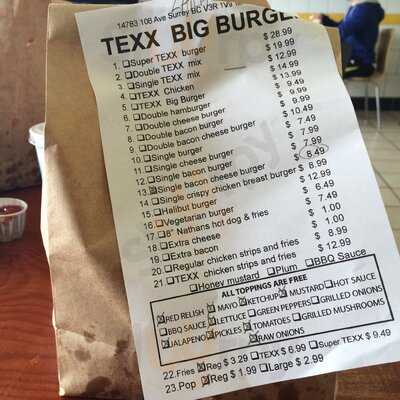 14783 108 Ave Surrey BC V3R 1V9
TEXX BIG BURGER
1. ☐Super TEXX burger $ 28.99
2. ☐Double TEXX mix $ 19.99
3. ☐Single TEXX mix $ 12.99
4. ☐TEXX Chicken $ 14.99
5. ☐TEXX Big Burger $ 13.99
6. ☐Double hamburger $ 9.49
7. ☐Double cheese burger $ 9.99
8. ☐Double bacon burger $ 9.99
9. ☐Double bacon cheese burger $ 10.49
10. ☐Single burger $ 7.49
11. ☐Single cheese burger $ 7.99
12. ☐Single bacon burger $ 7.99
13. ☒Single bacon cheese burger $ 8.49
14. ☐Single crispy chicken breast burger $ 8.99
15. ☐Halibut burger $ 12.99
16. ☐Vegetarian burger $ 6.49
17. ☐8" Nathans hot dog & fries $ 7.49
18. ☐Extra cheese $ 1.00
19. ☐Extra bacon $ 1.00
20. ☐Regular chicken strips and fries $ 8.99
21. ☐TEXX chicken strips and fries $ 12.99
☐Honey mustard ☐Plum ☐BBQ Sauce
ALL TOPPINGS ARE FREE
☒RED RELISH ☒MAYO ☒KETCHUP ☒MUSTARD ☐HOT SAUCE
☐BBQ SAUCE ☒LETTUCE ☐GREEN PEPPERS ☐GRILLED ONIONS
☒JALAPENO ☒PICKLES ☒TOMATOES ☐GRILLED MUSHROOMS
☒RAW ONIONS
22. Fries ☒Reg $ 3.29 ☐TEXX $ 6.99 ☐Super TEXX $ 9.49
23. Pop ☒Reg $ 1.99 ☐Large $ 2.99